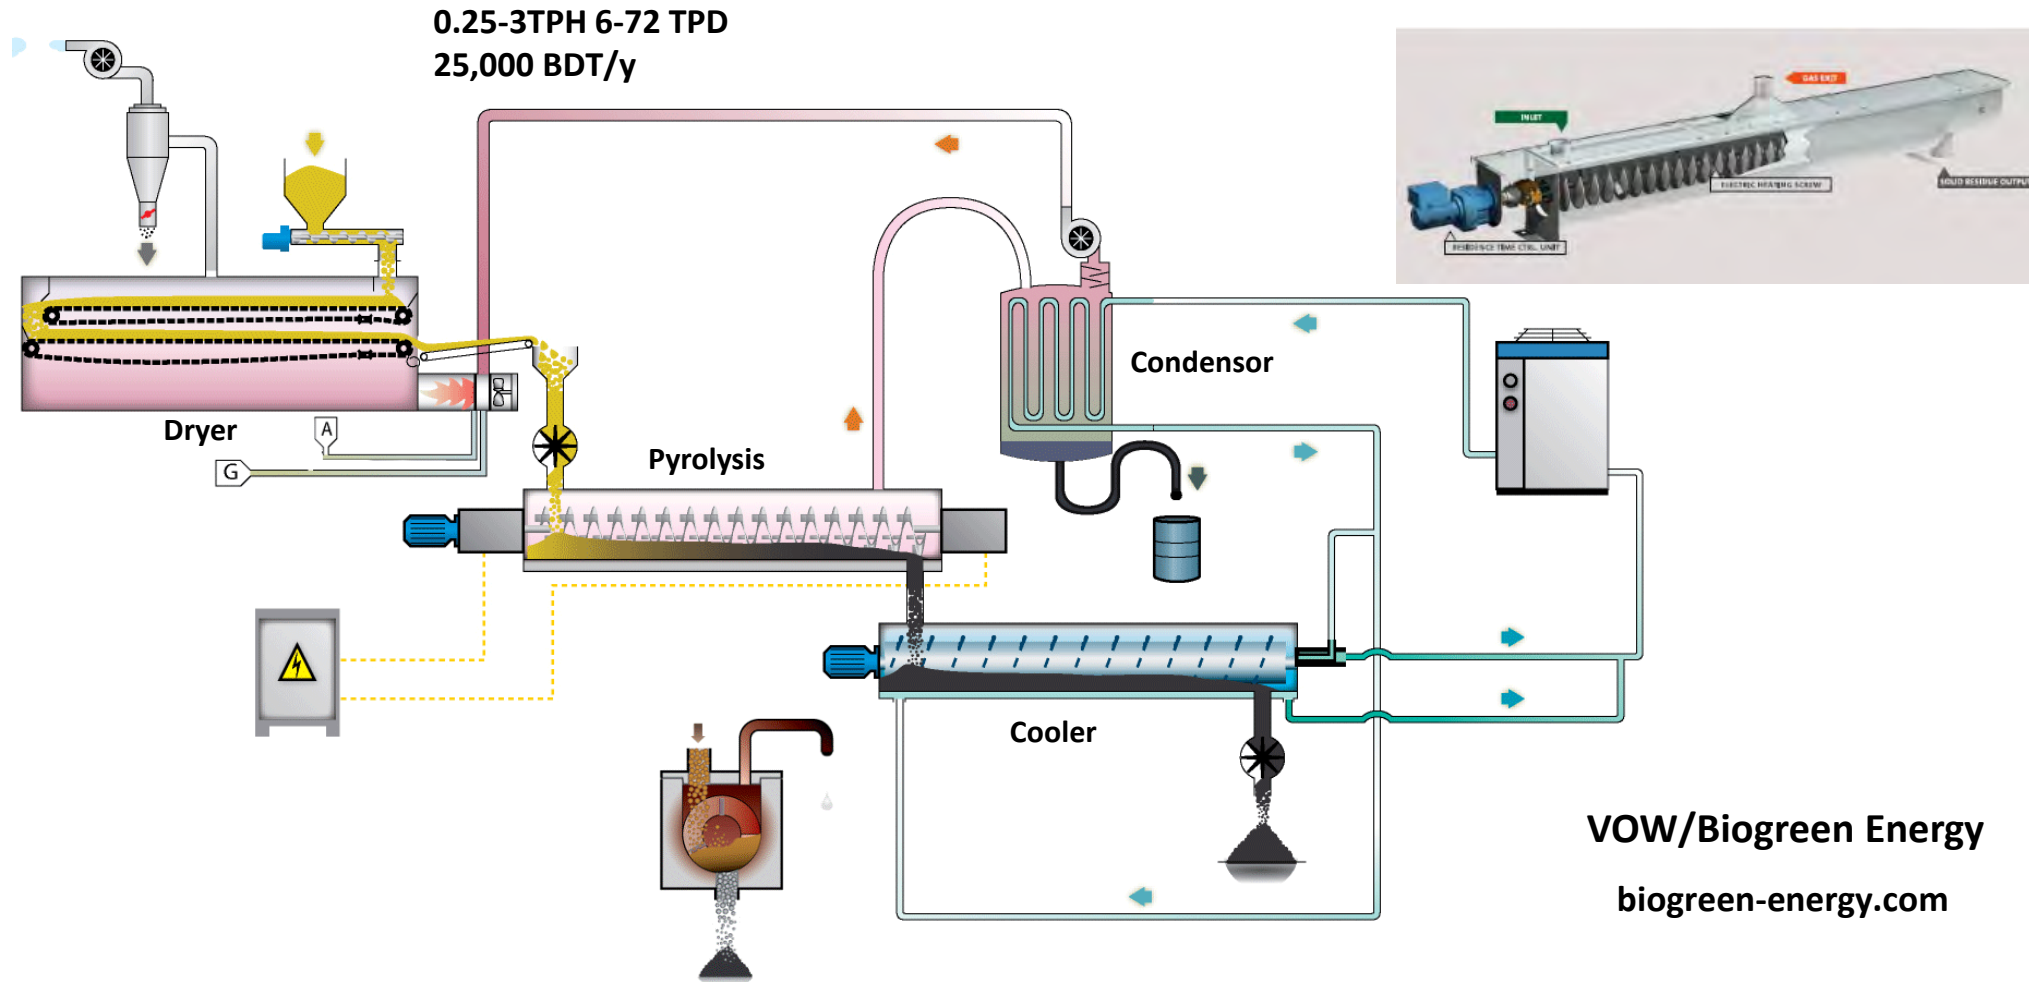 0.25-3TPH 6-72 TPD
25,000 BDT/y
GAS EXIT
INLET
ELECTRIC HEATING SCREW
SOLID RESIDUE OUTPUT
RESIDENCE TIME CTRL. UNIT
Condensor
Dryer
A
G
Pyrolysis
Cooler
VOW/Biogreen Energy
biogreen-energy.com